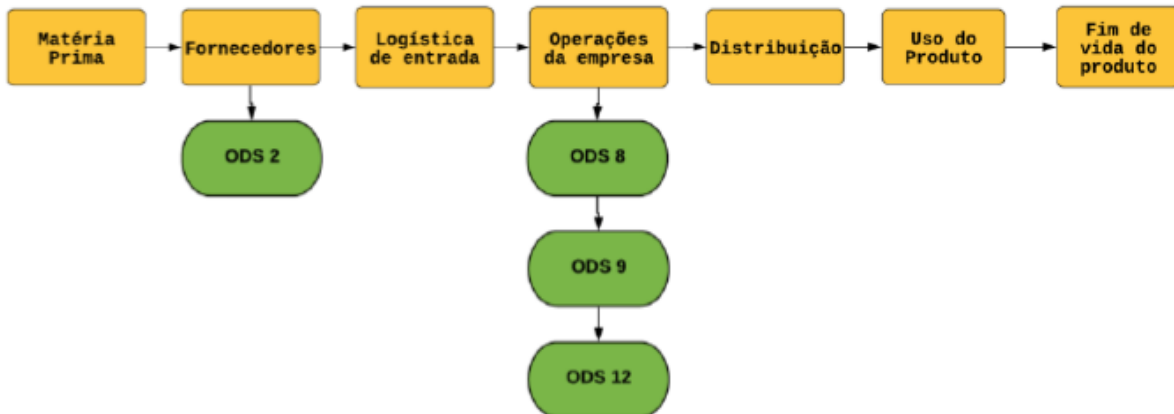 Matéria
Prima
Fornecedores
Logística
de entrada
Operações
da empresa
Distribuição
Uso do
Produto
Fim de
vida do
produto
ODS 2
ODS 8
ODS 9
ODS 12